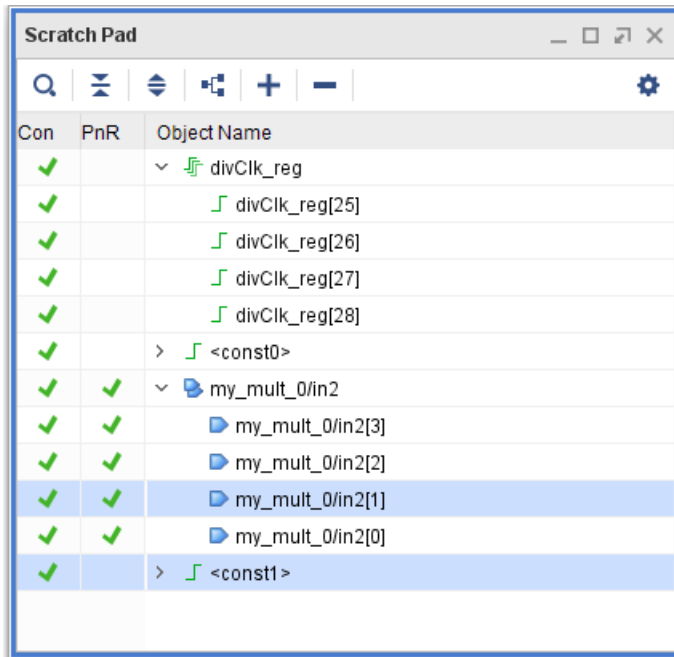 Scratch Pad
Con PnR Object Name
divClk_reg
divClk_reg[25]
divClk_reg[26]
divClk_reg[27]
divClk_reg[28]
<const0>
my_mult_0/in2
my_mult_0/in2[3]
my_mult_0/in2[2]
my_mult_0/in2[1]
my_mult_0/in2[0]
<const1>